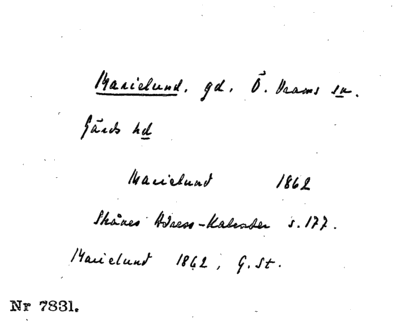 Marielund, gd, Ö. Vrams sn.
Gärds hd
Marielund 1862
Skånes Adress-Kalender s. 177.
Marielund 1862, G. St.
Nr 7831.